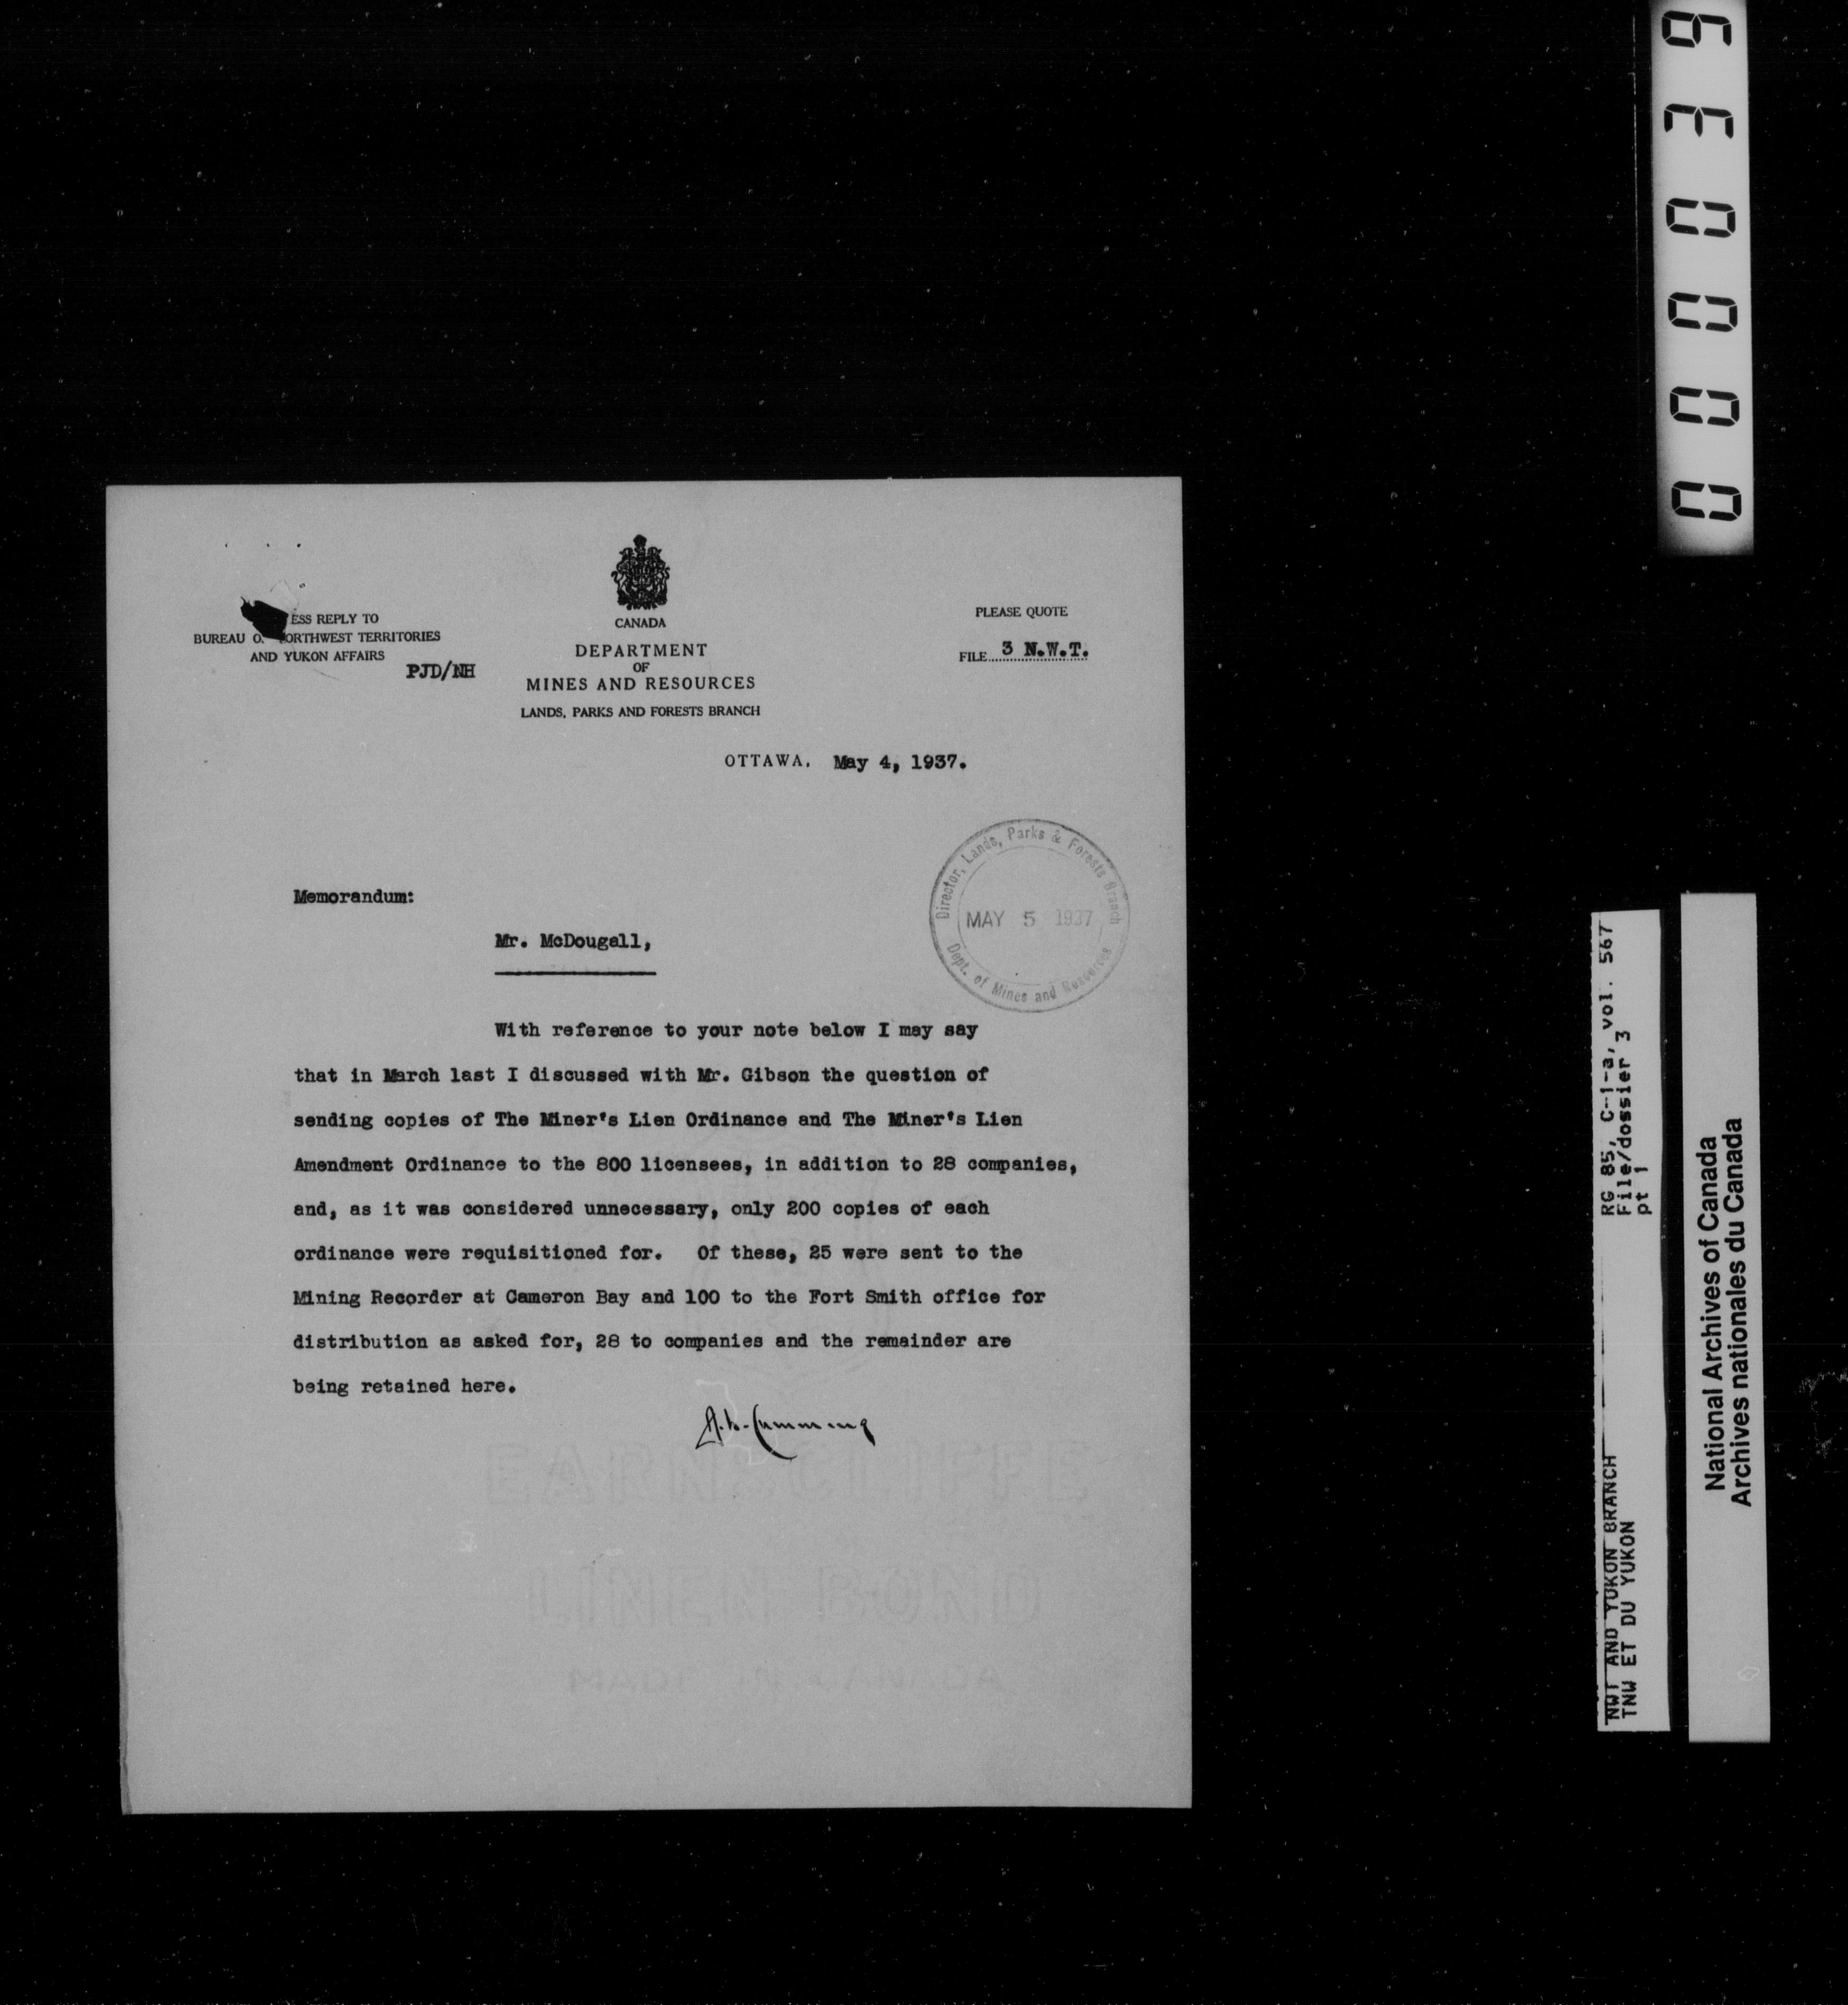 ESS REPLY TO
BUREAU O. ORTHWEST TERRITORIES
AND YUKON AFFAIRS
PJD/NH
CANADA
DEPARTMENT
OF
MINES AND RESOURCES
LANDS, PARKS AND FORESTS BRANCH
PLEASE QUOTE
FILE 3 N.W.T.
OTTAWA, May 4, 1937.
Director, Lands, Parks & Forests Branch
MAY 5 1937
Dept. of Mines and Resources
Memorandum:
Mr. McDougall,
With reference to your note below I may say
that in March last I discussed with Mr. Gibson the question of
sending copies of The Miner's Lien Ordinance and The Miner's Lien
Amendment Ordinance to the 800 licensees, in addition to 28 companies,
and, as it was considered unnecessary, only 200 copies of each
ordinance were requisitioned for. Of these, 25 were sent to the
Mining Recorder at Cameron Bay and 100 to the Fort Smith office for
distribution as asked for, 28 to companies and the remainder are
being retained here.
Cumming
000039
RG 85, C-1-a, vol. 567
File/dossier 3
pt 1
NWT AND YUKON BRANCH
TNW ET DU YUKON
National Archives of Canada
Archives nationales du Canada